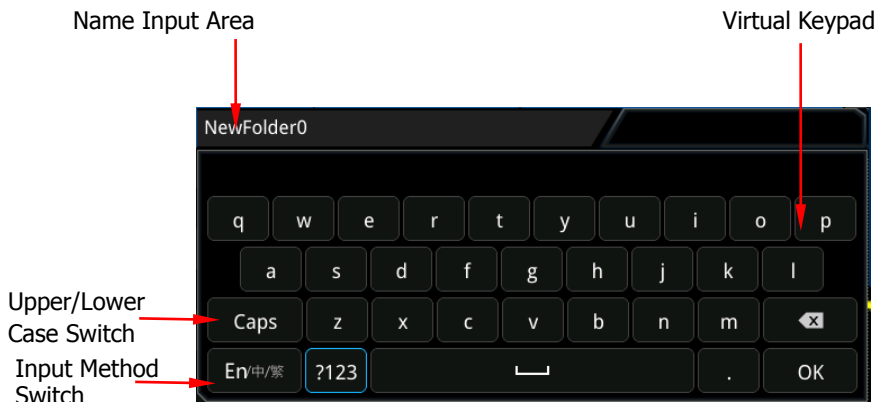 Name Input Area
Virtual Keypad
NewFolder0
q w e r t y u i o p
a s d f g h j k l
Upper/Lower
Case Switch
Caps z x c v b n m x
Input Method
Switch
En/中/繁 ?123 . OK